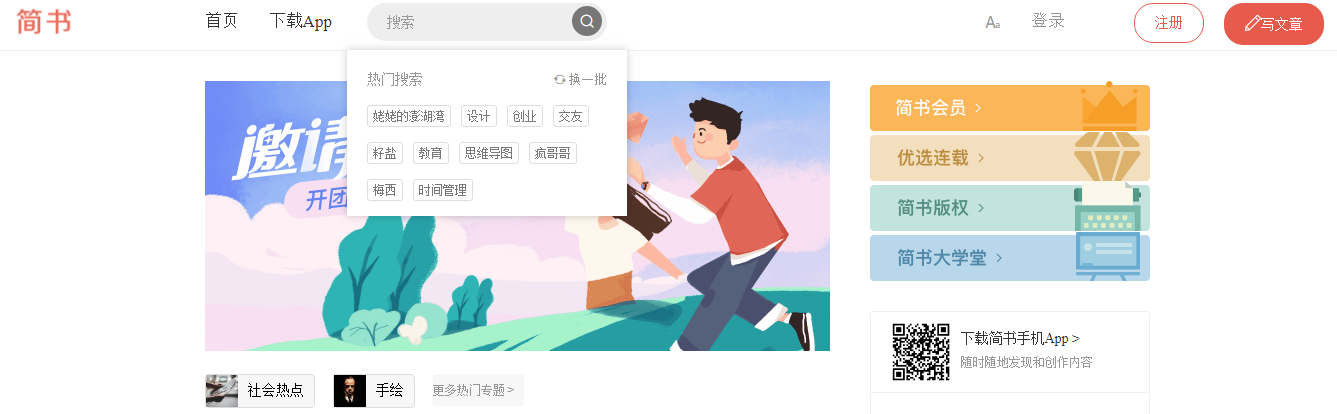 简书
首页 下载App 搜索 Aa 登录 注册 写文章
热门搜索 换一批
姥姥的澎湖湾 设计 创业 交友
籽盐 教育 思维导图 疯哥哥
梅西 时间管理
邀请
开团
简书会员 >
优选连载 >
简书版权 >
简书大学堂 >
下载简书手机App >
随时随地发现和创作内容
社会热点 手绘 更多热门专题 >